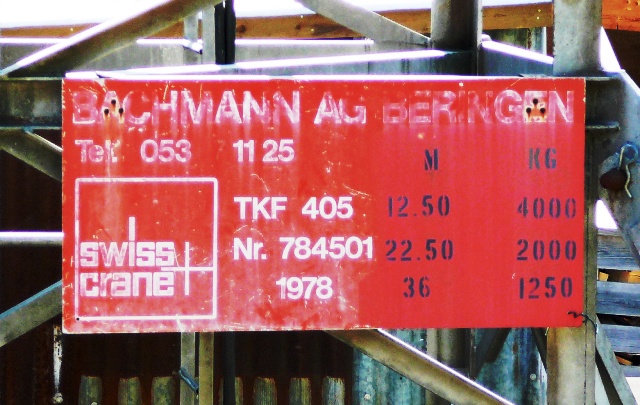 BACHMANN AG BERINGEN
Tel. 053 11 25 M KG
TKF 405 12.50 4000
swiss Nr. 784501 22.50 2000
crane 1978 36 1250